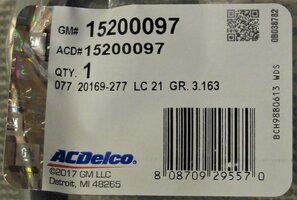 GM# 15200097
ACD# 15200097
QTY. 1
077 20169-277 LC 21 GR. 3.163
ACDelco
©2017 GM LLC
Detroit, MI 48265
8 08709 29557 0
0B038782
BCH9880613 WDS